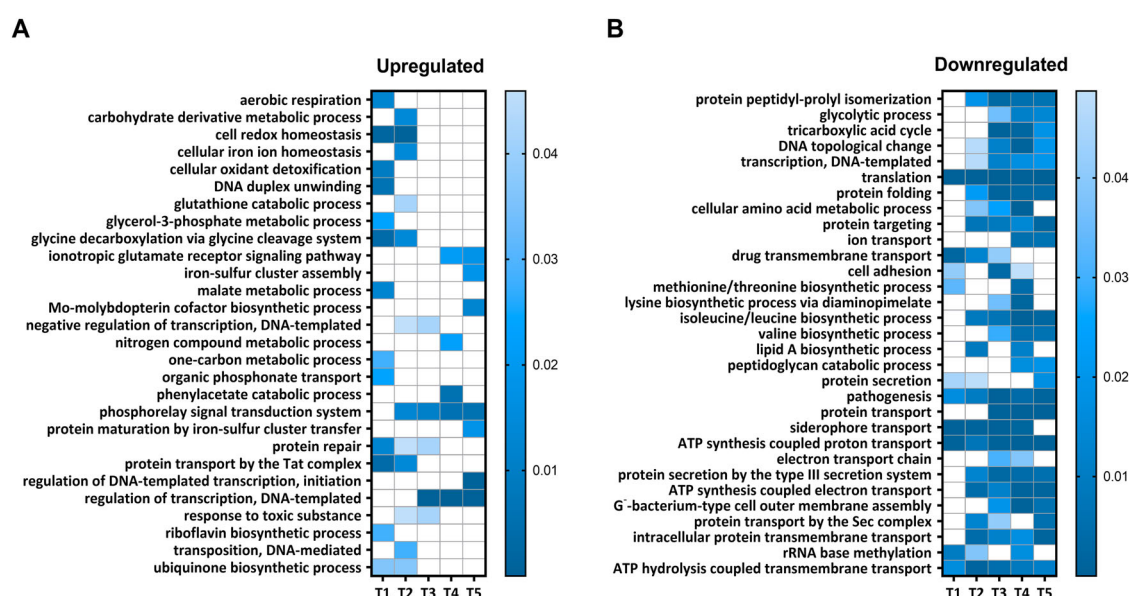 A
Upregulated
aerobic respiration
carbohydrate derivative metabolic process
cell redox homeostasis
cellular iron ion homeostasis
cellular oxidant detoxification
DNA duplex unwinding
glutathione catabolic process
glycerol-3-phosphate metabolic process
glycine decarboxylation via glycine cleavage system
ionotropic glutamate receptor signaling pathway
iron-sulfur cluster assembly
malate metabolic process
Mo-molybdopterin cofactor biosynthetic process
negative regulation of transcription, DNA-templated
nitrogen compound metabolic process
one-carbon metabolic process
organic phosphonate transport
phenylacetate catabolic process
phosphorelay signal transduction system
protein maturation by iron-sulfur cluster transfer
protein repair
protein transport by the Tat complex
regulation of DNA-templated transcription, initiation
regulation of transcription, DNA-templated
response to toxic substance
riboflavin biosynthetic process
transposition, DNA-mediated
ubiquinone biosynthetic process
T1 T2 T3 T4 T5
0.04
0.03
0.02
0.01
B
Downregulated
protein peptidyl-prolyl isomerization
glycolytic process
tricarboxylic acid cycle
DNA topological change
transcription, DNA-templated
translation
protein folding
cellular amino acid metabolic process
protein targeting
ion transport
drug transmembrane transport
cell adhesion
methionine/threonine biosynthetic process
lysine biosynthetic process via diaminopimelate
isoleucine/leucine biosynthetic process
valine biosynthetic process
lipid A biosynthetic process
peptidoglycan catabolic process
protein secretion
pathogenesis
protein transport
siderophore transport
ATP synthesis coupled proton transport
electron transport chain
protein secretion by the type III secretion system
ATP synthesis coupled electron transport
G⁻-bacterium-type cell outer membrane assembly
protein transport by the Sec complex
intracellular protein transmembrane transport
rRNA base methylation
ATP hydrolysis coupled transmembrane transport
T1 T2 T3 T4 T5
0.04
0.03
0.02
0.01